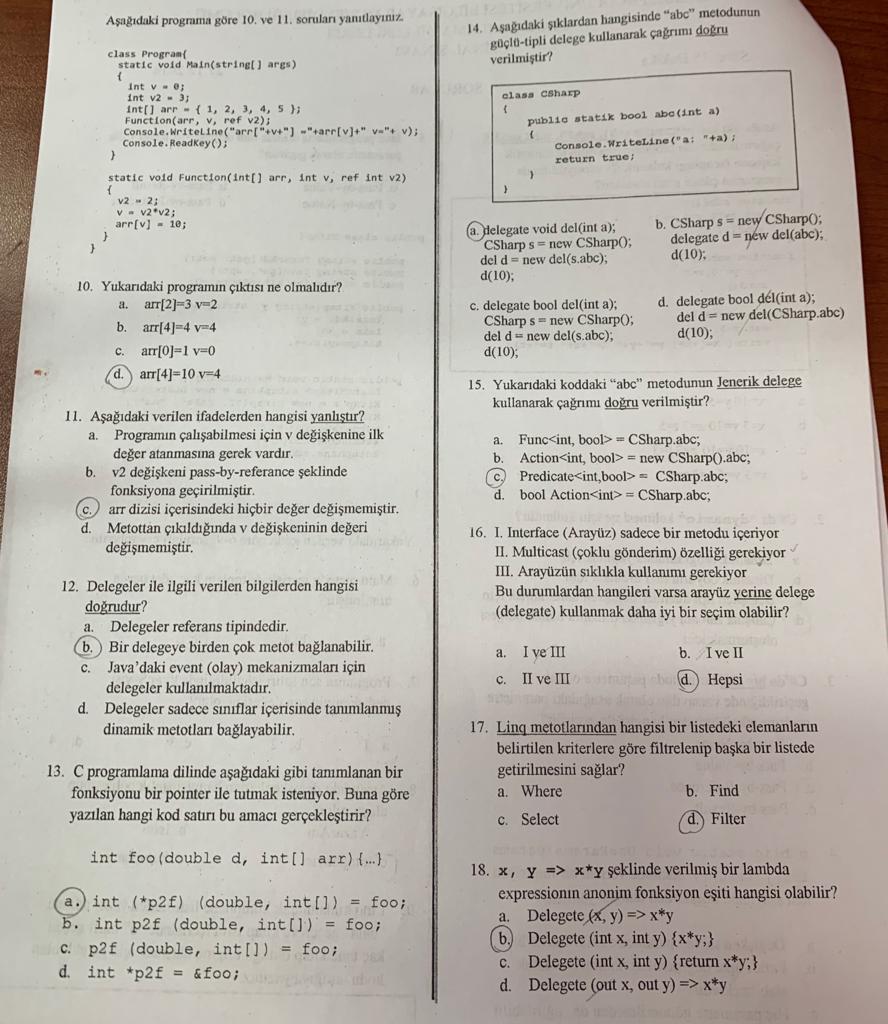 Aşağıdaki programa göre 10. ve 11. soruları yanıtlayınız.
class Program{
static void Main(string[] args)
{
int v = 0;
int v2 = 3;
int[] arr = { 1, 2, 3, 4, 5 };
Function(arr, v, ref v2);
Console.WriteLine("arr["+v+"] ="+arr[v]+" v="+ v);
Console.ReadKey();
}
static void Function(int[] arr, int v, ref int v2)
{
v2 = 2;
v = v2*v2;
arr[v] = 10;
}
}
10. Yukarıdaki programın çıktısı ne olmalıdır?
a. arr[2]=3 v=2
b. arr[4]=4 v=4
c. arr[0]=1 v=0
d. arr[4]=10 v=4
11. Aşağıdaki verilen ifadelerden hangisi yanlıştır?
a. Programın çalışabilmesi için v değişkenine ilk
değer atanmasına gerek vardır.
b. v2 değişkeni pass-by-referance şeklinde
fonksiyona geçirilmiştir.
c. arr dizisi içerisindeki hiçbir değer değişmemiştir.
d. Metottan çıkıldığında v değişkeninin değeri
değişmemiştir.
12. Delegeler ile ilgili verilen bilgilerden hangisi
doğrudur?
a. Delegeler referans tipindedir.
b. Bir delegeye birden çok metot bağlanabilir.
c. Java'daki event (olay) mekanizmaları için
delegeler kullanılmaktadır.
d. Delegeler sadece sınıflar içerisinde tanımlanmış
dinamik metotları bağlayabilir.
13. C programlama dilinde aşağıdaki gibi tanımlanan bir
fonksiyonu bir pointer ile tutmak isteniyor. Buna göre
yazılan hangi kod satırı bu amacı gerçekleştirir?
int foo(double d, int[] arr){…}
a. int (*p2f) (double, int[]) = foo;
b. int p2f (double, int[]) = foo;
c. p2f (double, int[]) = foo;
d. int *p2f = &foo;
14. Aşağıdaki şıklardan hangisinde “abc” metodunun
güçlü-tipli delege kullanarak çağrımı doğru
verilmiştir?
class CSharp
{
public statik bool abc(int a)
{
Console.WriteLine("a: "+a);
return true;
}
}
a. delegate void del(int a);
CSharp s = new CSharp();
del d = new del(s.abc);
d(10);
b. CSharp s = new CSharp();
delegate d = new del(abc);
d(10);
c. delegate bool del(int a);
CSharp s = new CSharp();
del d = new del(s.abc);
d(10);
d. delegate bool del(int a);
del d = new del(CSharp.abc)
d(10);
15. Yukarıdaki koddaki “abc” metodunun Jenerik delege
kullanarak çağrımı doğru verilmiştir?
a. Func<int, bool> = CSharp.abc;
b. Action<int, bool> = new CSharp().abc;
c. Predicate<int,bool> = CSharp.abc;
d. bool Action<int> = CSharp.abc;
16. I. Interface (Arayüz) sadece bir metodu içeriyor
II. Multicast (çoklu gönderim) özelliği gerekiyor
III. Arayüzün sıklıkla kullanımı gerekiyor
Bu durumlardan hangileri varsa arayüz yerine delege
(delegate) kullanmak daha iyi bir seçim olabilir?
a. I ve III
b. I ve II
c. II ve III
d. Hepsi
17. Linq metotlarından hangisi bir listedeki elemanların
belirtilen kriterlere göre filtrelenip başka bir listede
getirilmesini sağlar?
a. Where
b. Find
c. Select
d. Filter
18. x, y => x*y şeklinde verilmiş bir lambda
expressionın anonim fonksiyon eşiti hangisi olabilir?
a. Delegete (x, y) => x*y
b. Delegete (int x, int y) {x*y;}
c. Delegete (int x, int y) {return x*y;}
d. Delegete (out x, out y) => x*y